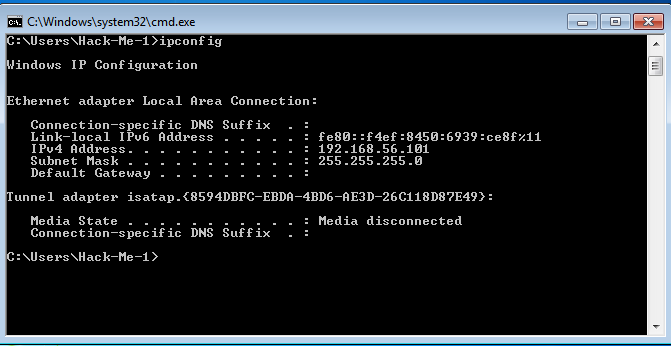 C:\Windows\system32\cmd.exe
C:\Users\Hack-Me-1>ipconfig
Windows IP Configuration
Ethernet adapter Local Area Connection:
Connection-specific DNS Suffix  . :
Link-local IPv6 Address . . . . . : fe80::f4ef:8450:6939:ce8f%11
IPv4 Address. . . . . . . . . . . : 192.168.56.101
Subnet Mask . . . . . . . . . . . : 255.255.255.0
Default Gateway . . . . . . . . . :
Tunnel adapter isatap.{8594DBFC-EBDA-4BD6-AE3D-26C118D87E49}:
Media State . . . . . . . . . . . : Media disconnected
Connection-specific DNS Suffix  . :
C:\Users\Hack-Me-1>